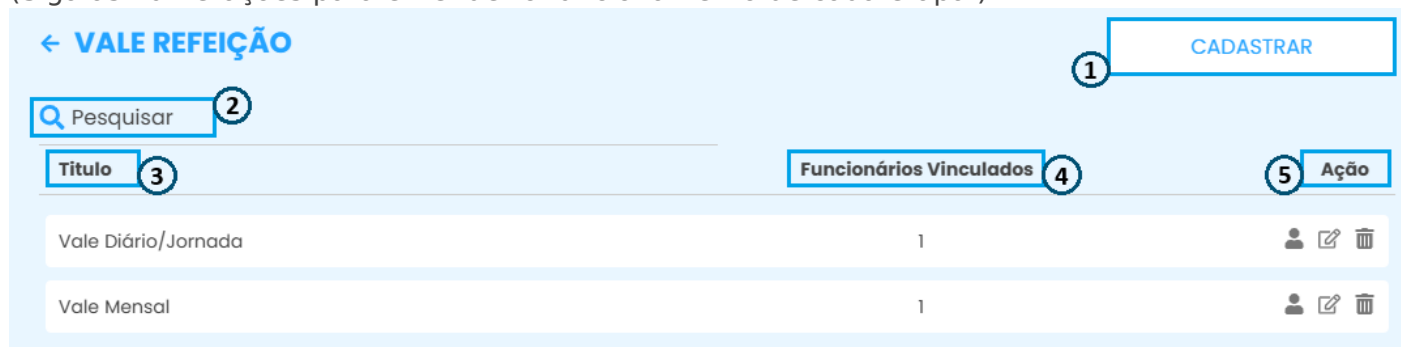 ← VALE REFEIÇÃO
CADASTRAR
1
Pesquisar
2
Titulo
3
Funcionários Vinculados
4
5
Ação
Vale Diário/Jornada
1
Vale Mensal
1